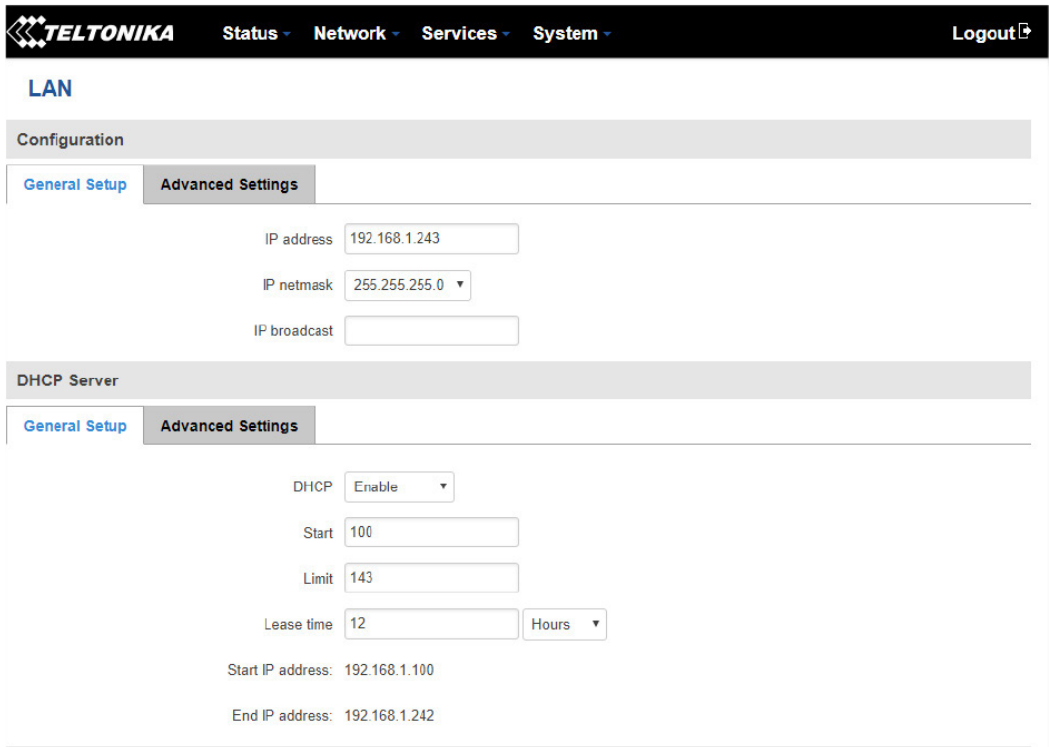 TELTONIKA Status Network Services System Logout
LAN
Configuration
General Setup Advanced Settings
IP address 192.168.1.243
IP netmask 255.255.255.0
IP broadcast
DHCP Server
General Setup Advanced Settings
DHCP Enable
Start 100
Limit 143
Lease time 12 Hours
Start IP address: 192.168.1.100
End IP address: 192.168.1.242